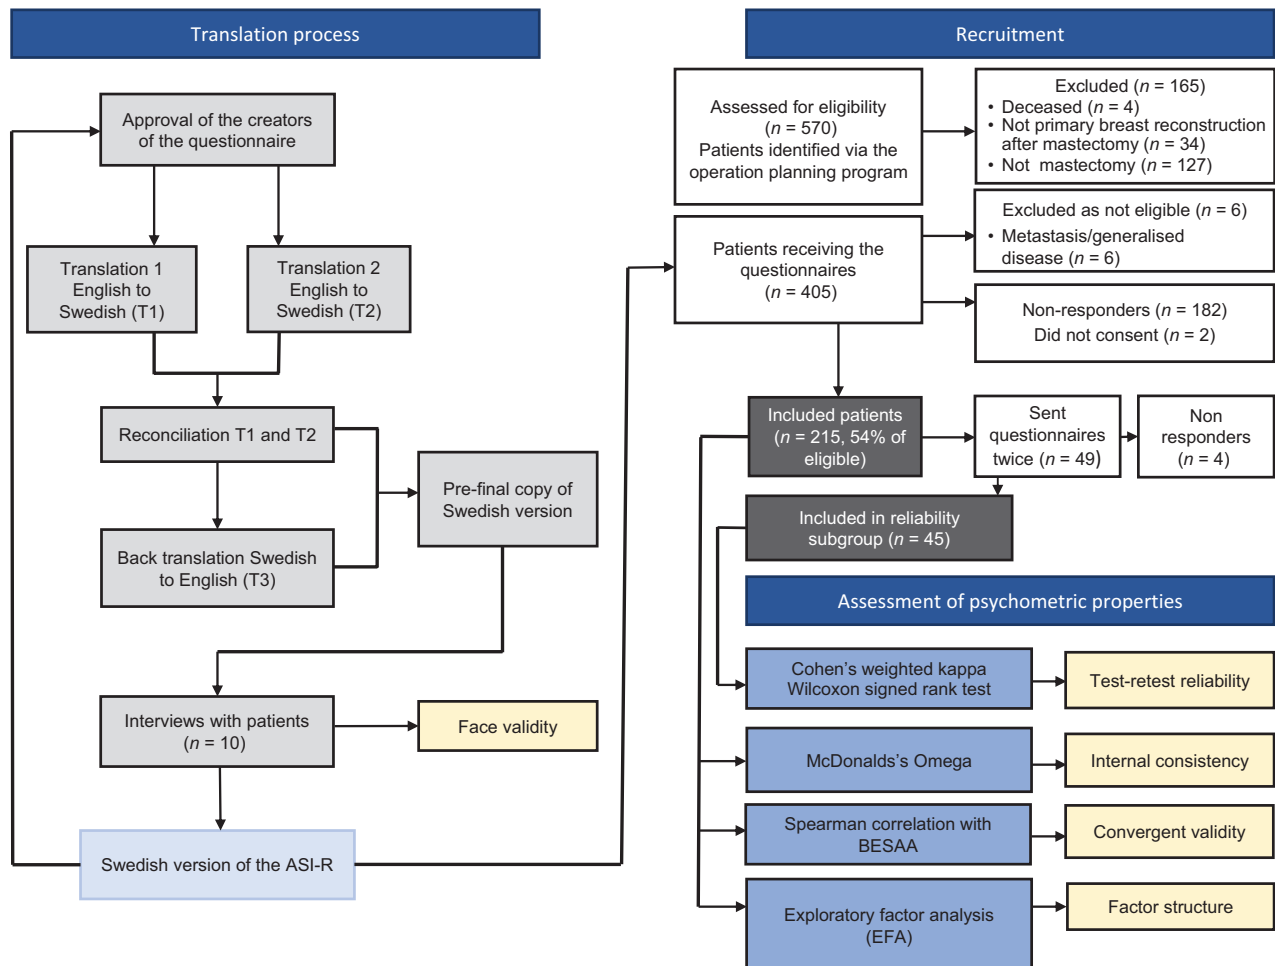 Translation process
Approval of the creators
of the questionnaire
Translation 1
English to
Swedish (T1)
Translation 2
English to
Swedish (T2)
Reconciliation T1 and T2
Back translation Swedish
to English (T3)
Pre-final copy of
Swedish version
Interviews with patients
(n = 10)
Face validity
Swedish version of the ASI-R
Recruitment
Assessed for eligibility
(n = 570)
Patients identified via the
operation planning program
Excluded (n = 165)
• Deceased (n = 4)
• Not primary breast reconstruction
after mastectomy (n = 34)
• Not mastectomy (n = 127)
Patients receiving the
questionnaires
(n = 405)
Excluded as not eligible (n = 6)
• Metastasis/generalised
disease (n = 6)
Non-responders (n = 182)
Did not consent (n = 2)
Included patients
(n = 215, 54% of
eligible)
Sent
questionnaires
twice (n = 49)
Non
responders
(n = 4)
Included in reliability
subgroup (n = 45)
Assessment of psychometric properties
Cohen's weighted kappa
Wilcoxon signed rank test
Test-retest reliability
McDonalds's Omega
Internal consistency
Spearman correlation with
BESAA
Convergent validity
Exploratory factor analysis
(EFA)
Factor structure